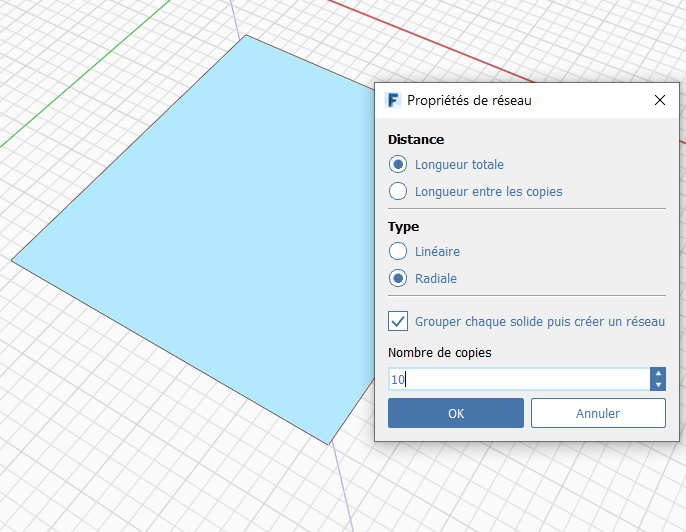 F Propriétés de réseau
Distance
Longueur totale
Longueur entre les copies
Type
Linéaire
Radiale
Grouper chaque solide puis créer un réseau
Nombre de copies
10
OK Annuler